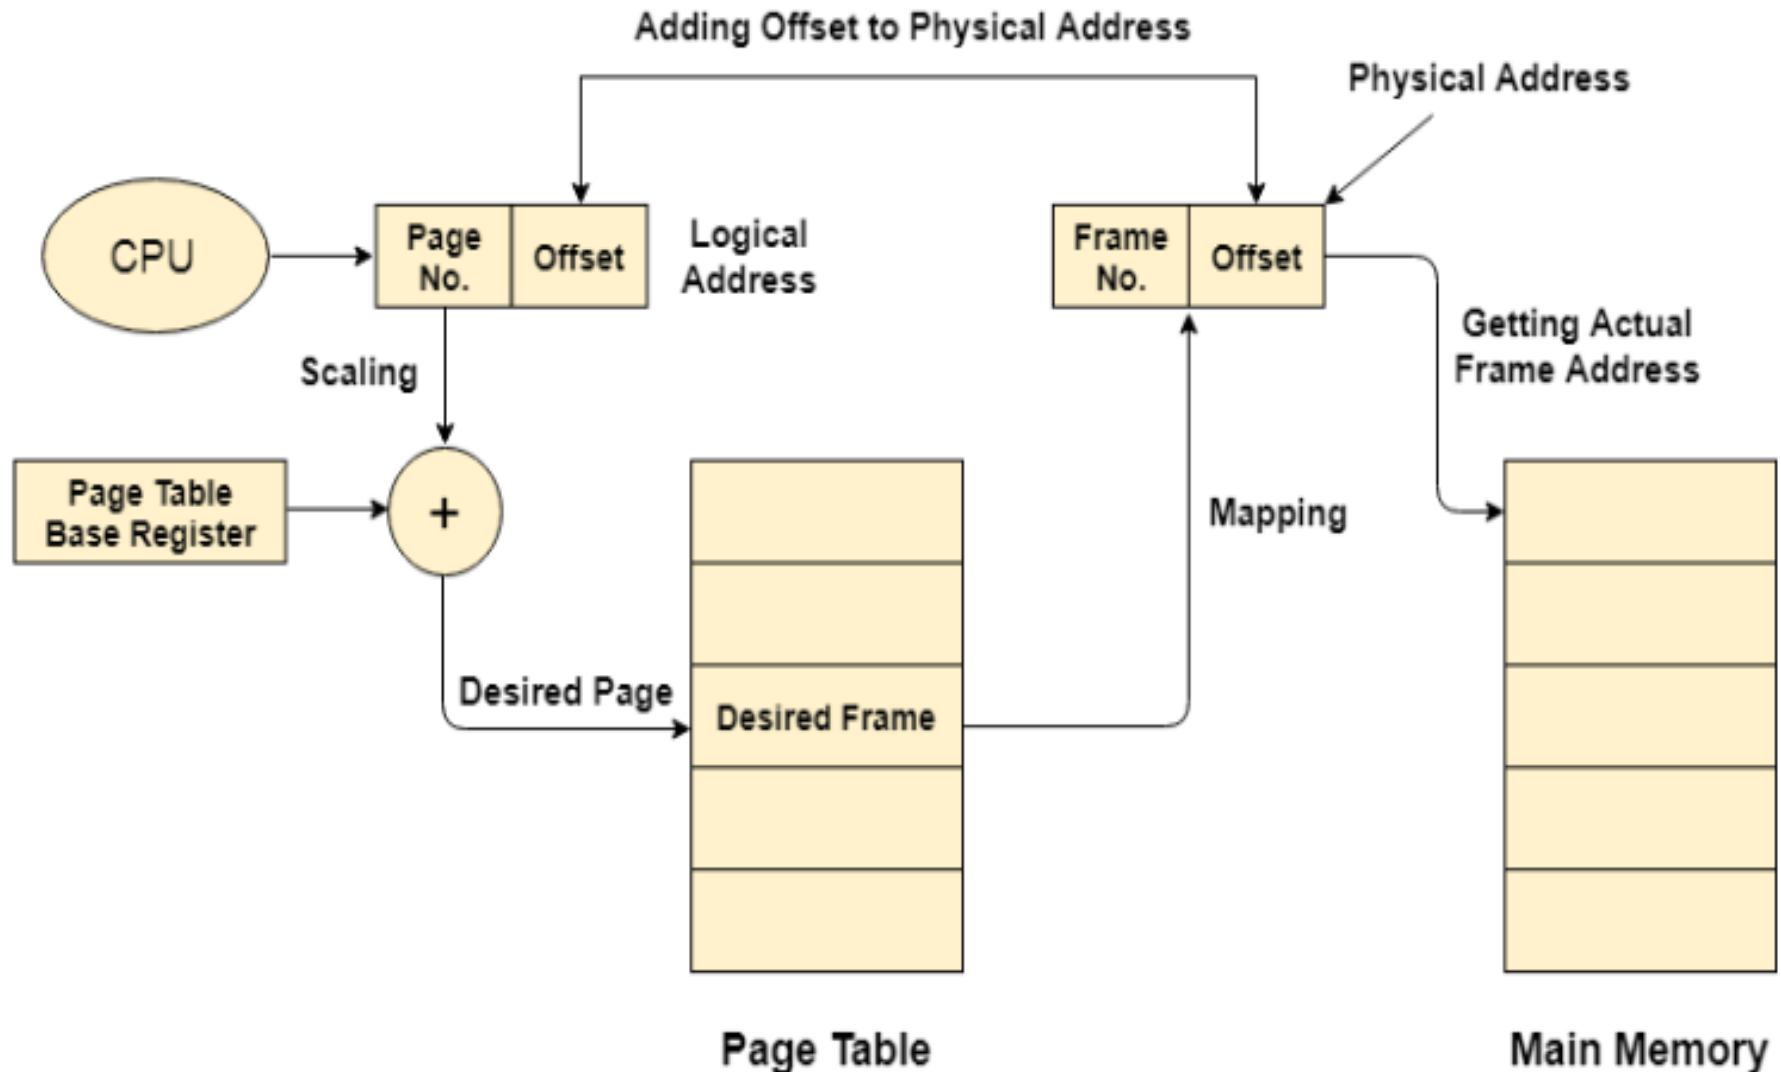 Adding Offset to Physical Address
Physical Address
CPU
Page
No.
Offset
Logical
Address
Frame
No.
Offset
Scaling
Getting Actual
Frame Address
Page Table
Base Register
+
Mapping
Desired Page
Desired Frame
Page Table
Main Memory